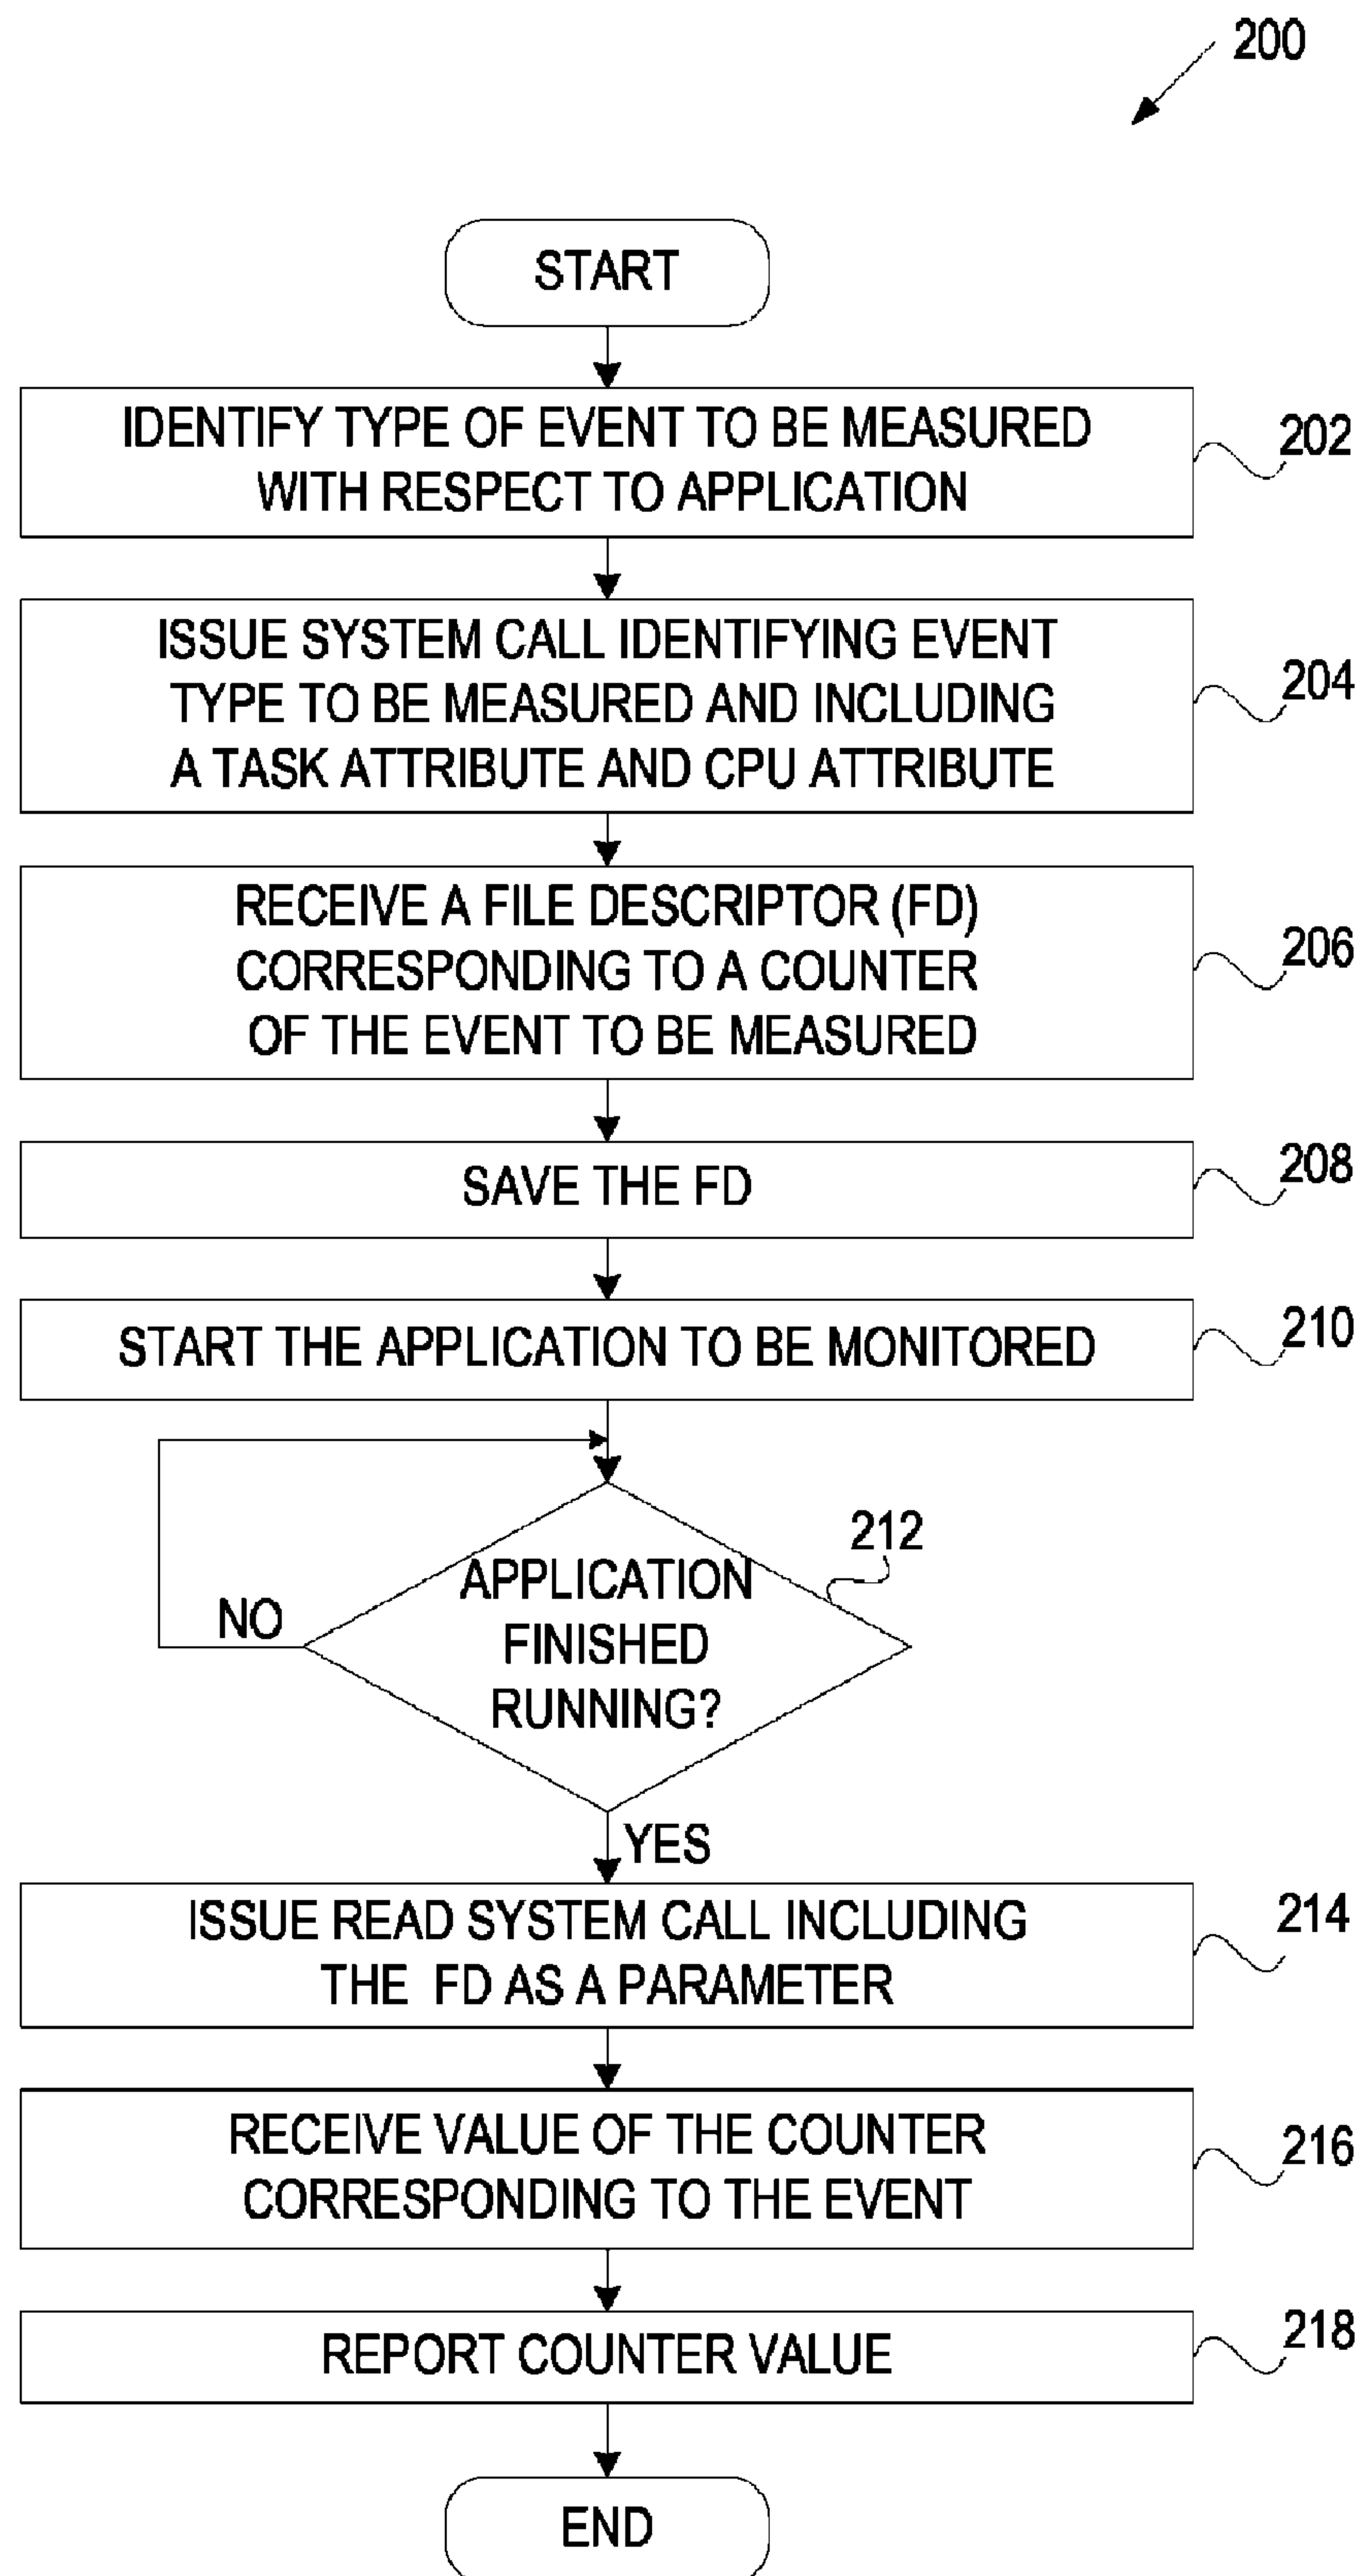 200
START
IDENTIFY TYPE OF EVENT TO BE MEASURED
WITH RESPECT TO APPLICATION
202
ISSUE SYSTEM CALL IDENTIFYING EVENT
TYPE TO BE MEASURED AND INCLUDING
A TASK ATTRIBUTE AND CPU ATTRIBUTE
204
RECEIVE A FILE DESCRIPTOR (FD)
CORRESPONDING TO A COUNTER
OF THE EVENT TO BE MEASURED
206
SAVE THE FD
208
START THE APPLICATION TO BE MONITORED
210
APPLICATION
FINISHED
RUNNING?
212
NO
YES
ISSUE READ SYSTEM CALL INCLUDING
THE FD AS A PARAMETER
214
RECEIVE VALUE OF THE COUNTER
CORRESPONDING TO THE EVENT
216
REPORT COUNTER VALUE
218
END